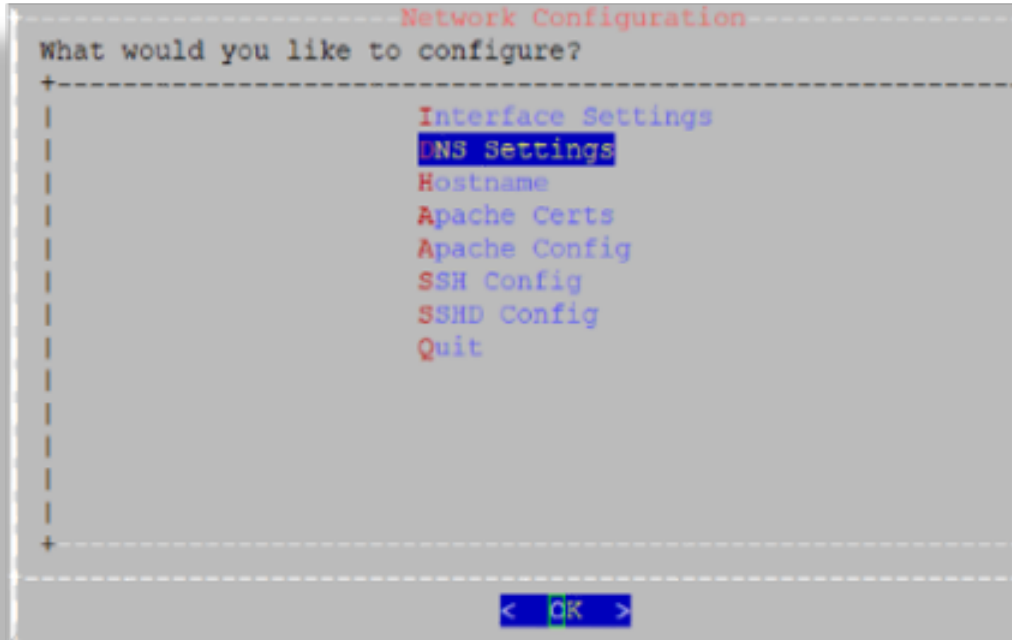 Network Configuration
What would you like to configure?
Interface Settings
DNS Settings
Hostname
Apache Certs
Apache Config
SSH Config
SSHD Config
Quit
< OK >